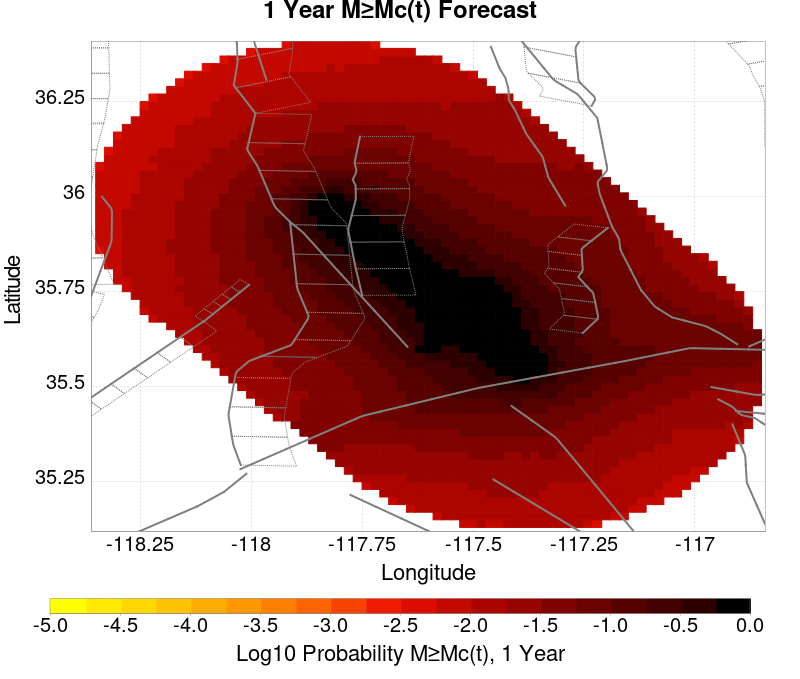 1 Year M≥Mc(t) Forecast
36.25
36
35.75
35.5
35.25
Latitude
-118.25 -118 -117.75 -117.5 -117.25 -117
Longitude
-5.0 -4.5 -4.0 -3.5 -3.0 -2.5 -2.0 -1.5 -1.0 -0.5 0.0
Log10 Probability M≥Mc(t), 1 Year